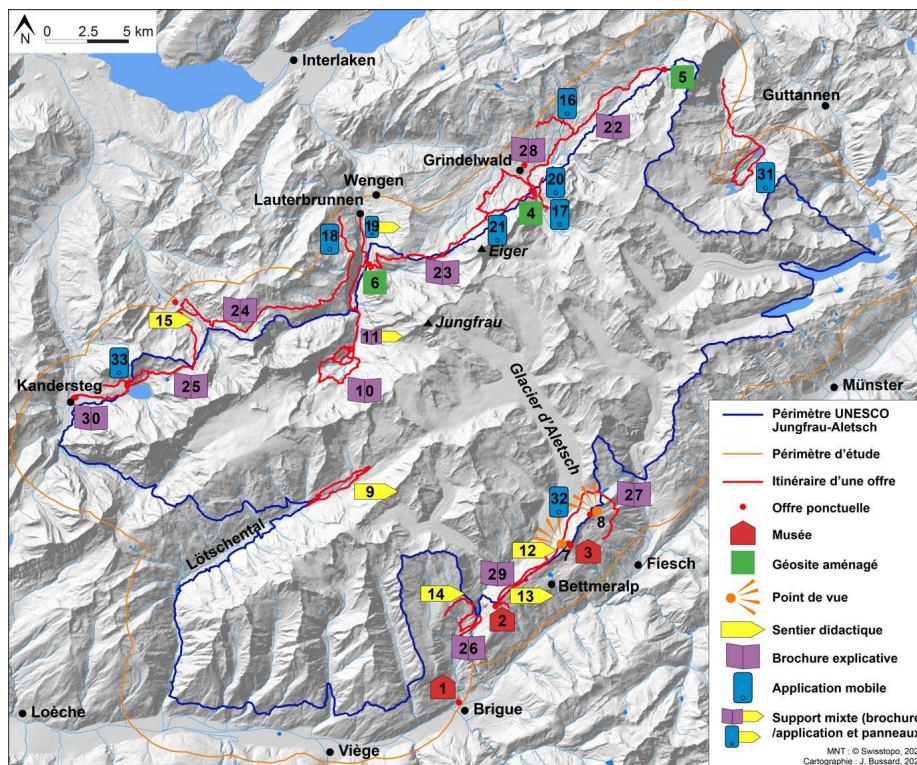 N
0 2.5 5 km
Interlaken
5
16
Guttannen
22
28
Grindelwald
20
31
Wengen
Lauterbrunnen
4
17
18
19
21
Eiger
23
6
24
15
Jungfrau
11
33
Kandersteg
25
10
30
Münster
Glacier d'Aletsch
9
32
27
8
Lötschental
12
7
3
Fiesch
29
Bettmeralp
14
13
2
26
1
Loèche
Brigue
Viège
Périmètre UNESCO
Jungfrau-Aletsch
Périmètre d'étude
Itinéraire d'une offre
Offre ponctuelle
Musée
Géosite aménagé
Point de vue
Sentier didactique
Brochure explicative
Application mobile
Support mixte (brochure
/application et panneaux)
MNT : © Swisstopo, 202
Cartographie : J. Bussard, 202